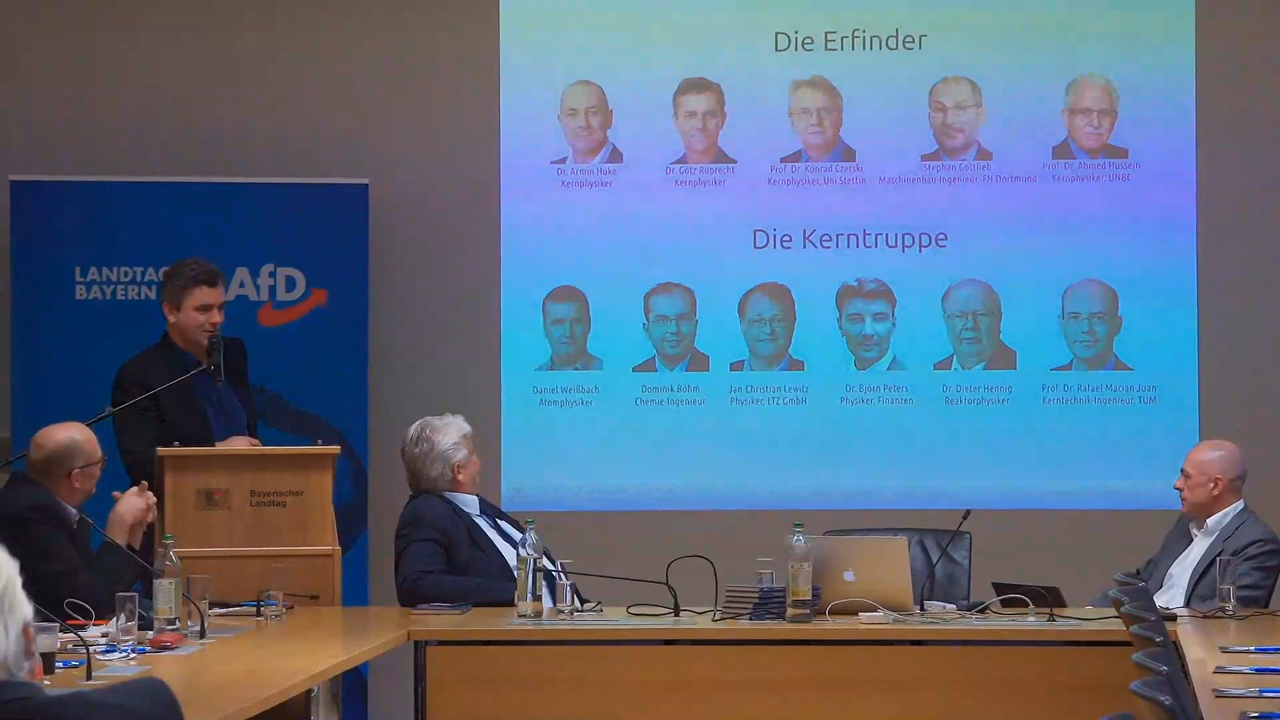 Die Erfinder
Dr. Armin Huke
Kernphysiker
Dr. Götz Ruprecht
Kernphysiker
Prof. Dr. Konrad Czerski
Kernphysiker, Uni Stettin
Stephan Gottlieb
Maschinenbau-Ingenieur, FH Dortmund
Prof. Dr. Ahmed Hussein
Kernphysiker, UNBC
Die Kerntruppe
Daniel Weißbach
Atomphysiker
Dominik Böhm
Chemie-Ingenieur
Jan-Christian Lewitz
Physiker, LTZ GmbH
Dr. Björn Peters
Physiker, Finanzen
Dr. Dieter Hennig
Reaktorphysiker
Prof. Dr. Rafael Macian-Juan
Kerntechnik-Ingenieur, TUM
LANDTAG
BAYERN
AfD
Bayerischer
Landtag